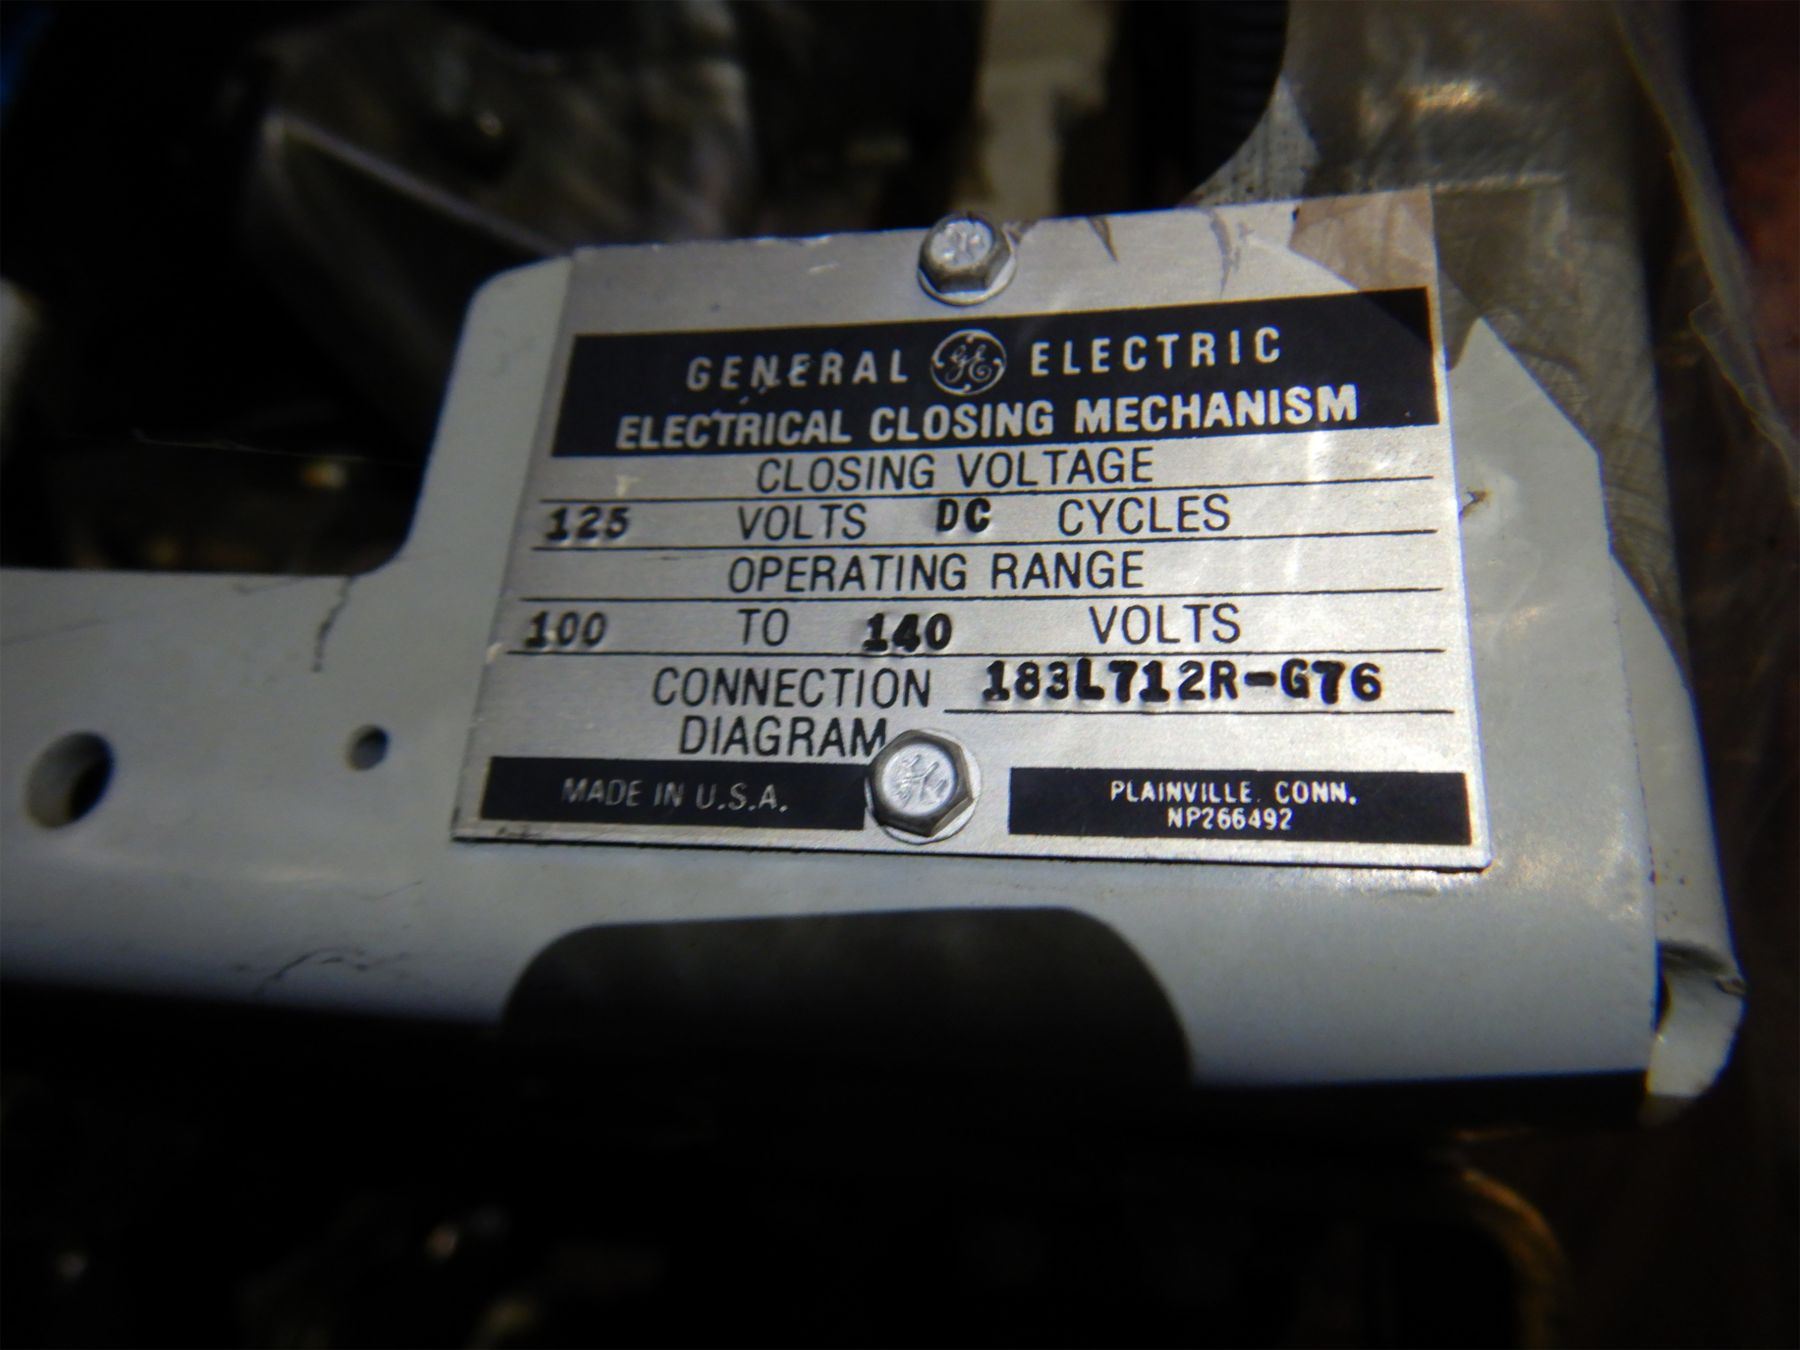 GENERAL GE ELECTRIC
ELECTRICAL CLOSING MECHANISM
CLOSING VOLTAGE
125 VOLTS DC CYCLES
OPERATING RANGE
100 TO 140 VOLTS
CONNECTION 183L712R-G76
DIAGRAM
MADE IN U.S.A.
PLAINVILLE, CONN.
NP266492